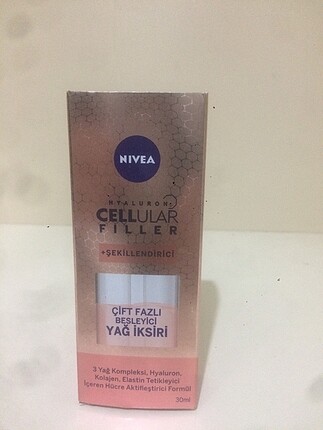 NIVEA
HYALURON
CELLULAR
FILLER
+ŞEKİLLENDİRİCİ
ÇİFT FAZLI
BESLEYİCİ
YAĞ İKSİRİ
3 Yağ Kompleksi, Hyaluron,
Kolajen, Elastin Tetikleyici
İçeren Hücre Aktifleştirici Formül
30ml